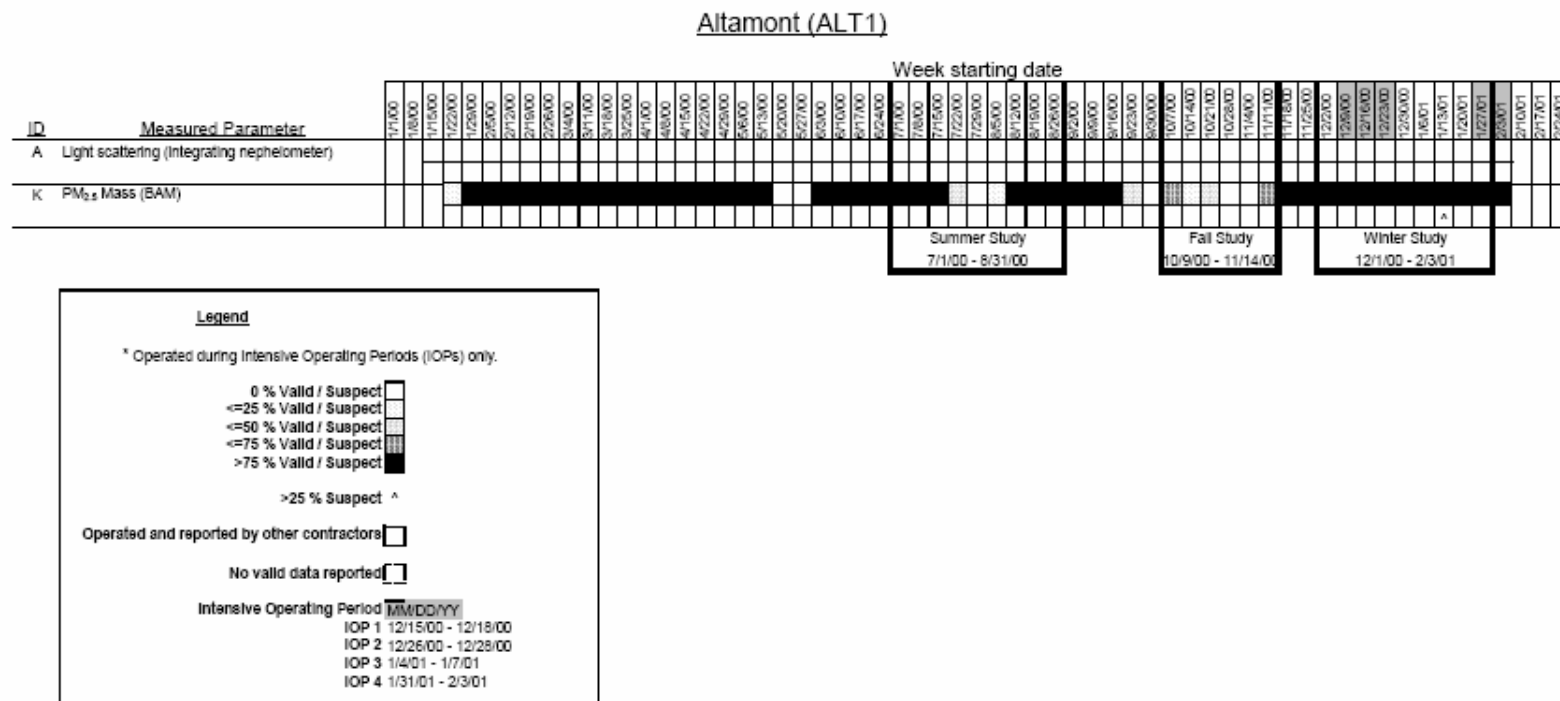 Altamont (ALT1)
Week starting date
ID Measured Parameter 1/1/00 1/8/00 1/15/00 1/22/00 1/29/00 2/5/00 2/12/00 2/19/00 2/26/00 3/4/00 3/11/00 3/18/00 3/25/00 4/1/00 4/8/00 4/15/00 4/22/00 4/29/00 5/6/00 5/13/00 5/20/00 5/27/00 6/3/00 6/10/00 6/17/00 6/24/00 7/1/00 7/8/00 7/15/00 7/22/00 7/29/00 8/5/00 8/12/00 8/19/00 8/26/00 9/2/00 9/9/00 9/16/00 9/23/00 9/30/00 10/7/00 10/14/00 10/21/00 10/28/00 11/4/00 11/11/00 11/18/00 11/25/00 12/2/00 12/9/00 12/16/00 12/23/00 12/30/00 1/6/01 1/13/01 1/20/01 1/27/01 2/3/01 2/10/01 2/17/01 2/24/01
A Light scattering (Integrating nephelometer)
K PM2.5 Mass (BAM)
^
Summer Study Fall Study Winter Study
7/1/00 - 8/31/00 10/9/00 - 11/14/00 12/1/00 - 2/3/01
Legend
* Operated during Intensive Operating Periods (IOPs) only.
0 % Valid / Suspect
<=25 % Valid / Suspect
<=50 % Valid / Suspect
<=75 % Valid / Suspect
>75 % Valid / Suspect
>25 % Suspect ^
Operated and reported by other contractors
No valid data reported
Intensive Operating Period MM/DD/YY
IOP 1 12/15/00 - 12/18/00
IOP 2 12/26/00 - 12/28/00
IOP 3 1/4/01 - 1/7/01
IOP 4 1/31/01 - 2/3/01